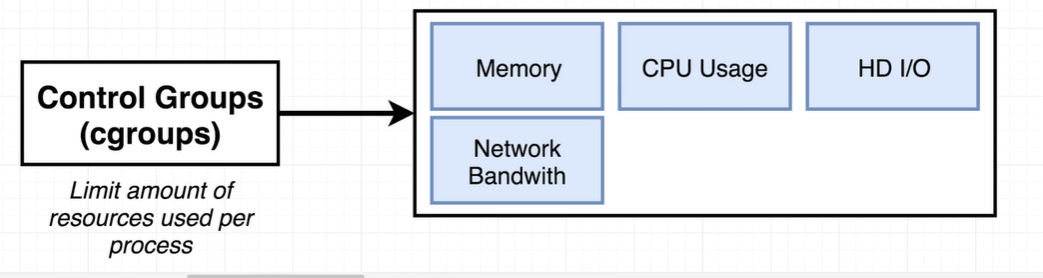 Control Groups
(cgroups)
Limit amount of
resources used per
process
Memory
CPU Usage
HD I/O
Network
Bandwith